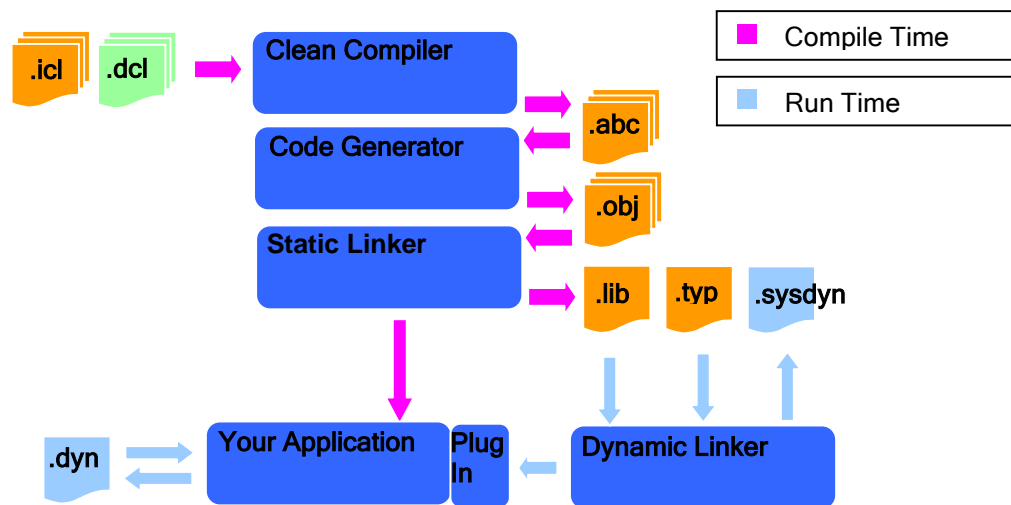 Compile Time
Run Time
.icl
.dcl
Clean Compiler
.abc
Code Generator
.obj
Static Linker
.lib
.typ
.sysdyn
.dyn
Your Application
Plug
In
Dynamic Linker